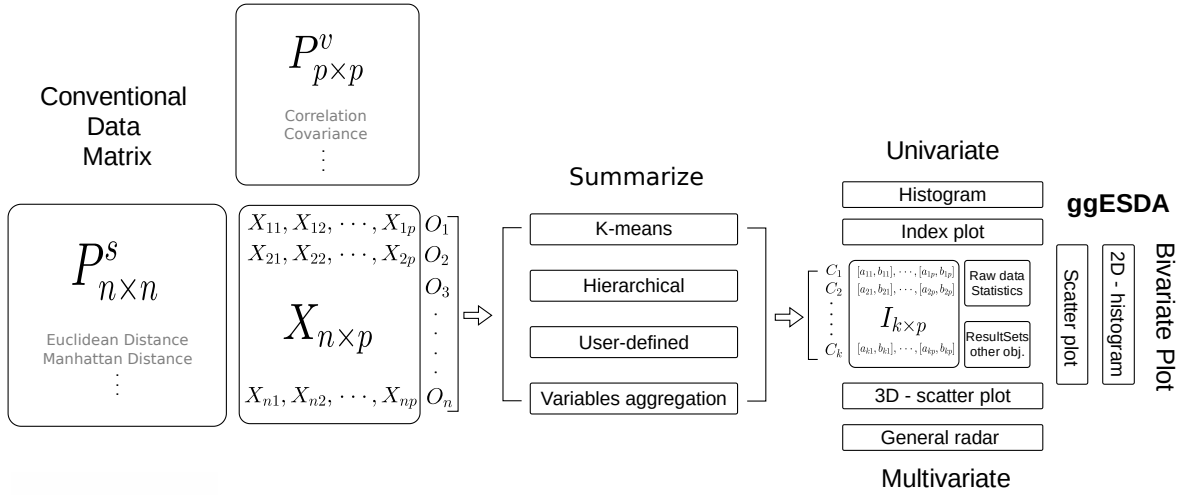 Conventional
Data
Matrix
P^v_{p×p}
Correlation
Covariance
⋮
P^s_{n×n}
Euclidean Distance
Manhattan Distance
⋮
X_{11}, X_{12}, ⋯, X_{1p} O_1
X_{21}, X_{22}, ⋯, X_{2p} O_2
O_3
X_{n×p}
⋮
X_{n1}, X_{n2}, ⋯, X_{np} O_n
Summarize
K-means
Hierarchical
User-defined
Variables aggregation
Univariate
Histogram
Index plot
C_1 [a_{11}, b_{11}], ⋯, [a_{1p}, b_{1p}]
C_2 [a_{21}, b_{21}], ⋯, [a_{2p}, b_{2p}]
⋮
I_{k×p}
C_k [a_{k1}, b_{k1}], ⋯, [a_{kp}, b_{kp}]
Raw data
Statistics
ResultSets
other obj.
3D - scatter plot
General radar
Multivariate
ggESDA
Scatter plot
2D - histogram
Bivariate Plot